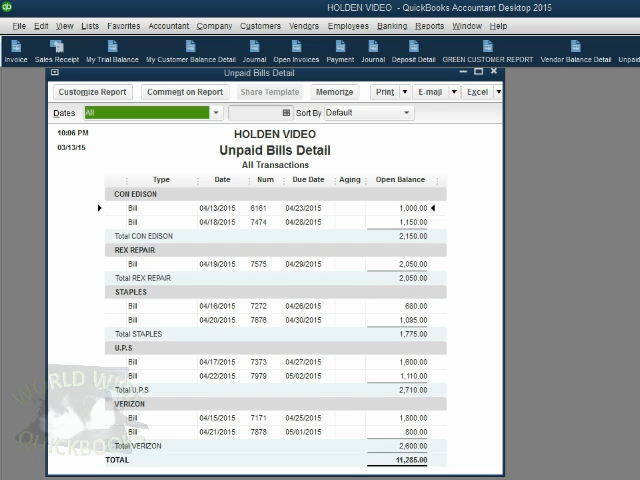 HOLDEN VIDEO - QuickBooks Accountant Desktop 2015
File Edit View Lists Favorites Accountant Company Customers Vendors Employees Banking Reports Window Help
Invoice Sales Receipt My Trial Balance My Customer Balance Detail Journal Open Invoices Payment Journal Deposit Detail GREEN CUSTOMER REPORT Vendor Balance Detail Unpaid
Unpaid Bills Detail
Customize Report Comment on Report Share Template Memorize Print E-mail Excel
Dates All Sort By Default
10:06 PM
HOLDEN VIDEO
03/13/15
Unpaid Bills Detail
All Transactions
Type Date Num Due Date Aging Open Balance
CON EDISON
Bill 04/13/2015 6161 04/23/2015 1,000.00
Bill 04/18/2015 7474 04/28/2015 1,150.00
Total CON EDISON 2,150.00
REX REPAIR
Bill 04/19/2015 7575 04/29/2015 2,050.00
Total REX REPAIR 2,050.00
STAPLES
Bill 04/16/2015 7272 04/26/2015 680.00
Bill 04/20/2015 7676 04/30/2015 1,095.00
Total STAPLES 1,775.00
U.P.S
Bill 04/17/2015 7373 04/27/2015 1,600.00
Bill 04/22/2015 7979 05/02/2015 1,110.00
Total U.P.S 2,710.00
VERIZON
Bill 04/15/2015 7171 04/25/2015 1,800.00
Bill 04/21/2015 7878 05/01/2015 800.00
Total VERIZON 2,600.00
TOTAL 11,285.00
WORLD WIDE
QUICKBOOKS